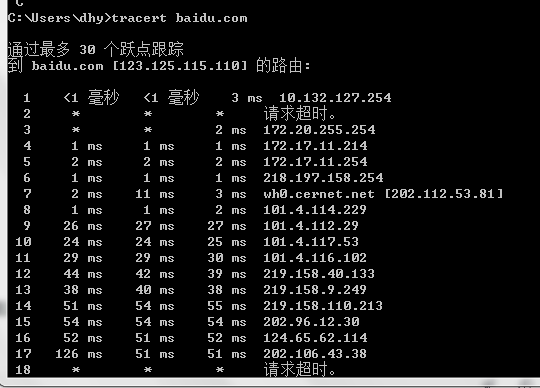 C:\Users\dhy>tracert baidu.com
通过最多 30 个跃点跟踪
到 baidu.com [123.125.115.110] 的路由:
1 <1 毫秒 <1 毫秒 3 ms 10.132.127.254
2 * * * 请求超时。
3 * * 2 ms 172.20.255.254
4 1 ms 1 ms 1 ms 172.17.11.214
5 2 ms 2 ms 2 ms 172.17.11.254
6 1 ms 1 ms 1 ms 218.197.158.254
7 2 ms 11 ms 3 ms wh0.cernet.net [202.112.53.81]
8 1 ms 1 ms 2 ms 101.4.114.229
9 26 ms 27 ms 27 ms 101.4.112.29
10 24 ms 24 ms 25 ms 101.4.117.53
11 29 ms 29 ms 30 ms 101.4.116.102
12 44 ms 42 ms 39 ms 219.158.40.133
13 38 ms 40 ms 38 ms 219.158.9.249
14 51 ms 54 ms 55 ms 219.158.110.213
15 54 ms 54 ms 54 ms 202.96.12.30
16 52 ms 51 ms 52 ms 124.65.62.114
17 126 ms 51 ms 51 ms 202.106.43.38
18 * * * 请求超时。